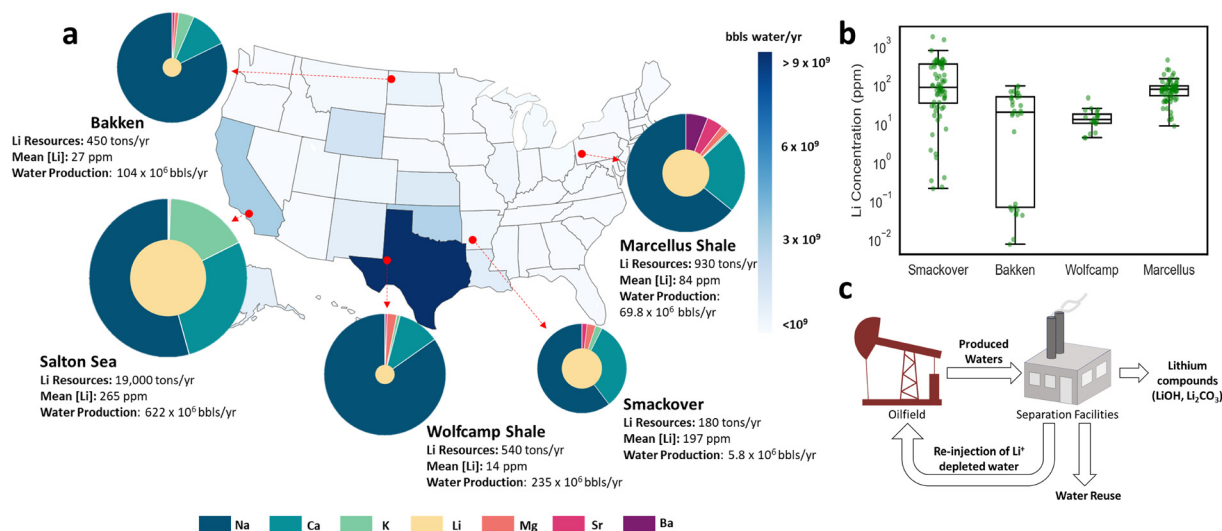 a
Bakken
Li Resources: 450 tons/yr
Mean [Li]: 27 ppm
Water Production: 104 x 10⁶ bbls/yr
Salton Sea
Li Resources: 19,000 tons/yr
Mean [Li]: 265 ppm
Water Production: 622 x 10⁶ bbls/yr
Wolfcamp Shale
Li Resources: 540 tons/yr
Mean [Li]: 14 ppm
Water Production: 235 x 10⁶ bbls/yr
Smackover
Li Resources: 180 tons/yr
Mean [Li]: 197 ppm
Water Production: 5.8 x 10⁶ bbls/yr
Marcellus Shale
Li Resources: 930 tons/yr
Mean [Li]: 84 ppm
Water Production:
69.8 x 10⁶ bbls/yr
bbls water/yr
> 9 x 10⁹
6 x 10⁹
3 x 10⁹
<10⁹
Na Ca K Li Mg Sr Ba
b
Li Concentration (ppm)
10³
10²
10¹
10⁰
10⁻¹
10⁻²
Smackover Bakken Wolfcamp Marcellus
c
Produced
Waters
Oilfield
Separation Facilities
Lithium
compounds
(LiOH, Li₂CO₃)
Re-injection of Li⁺
depleted water
Water Reuse